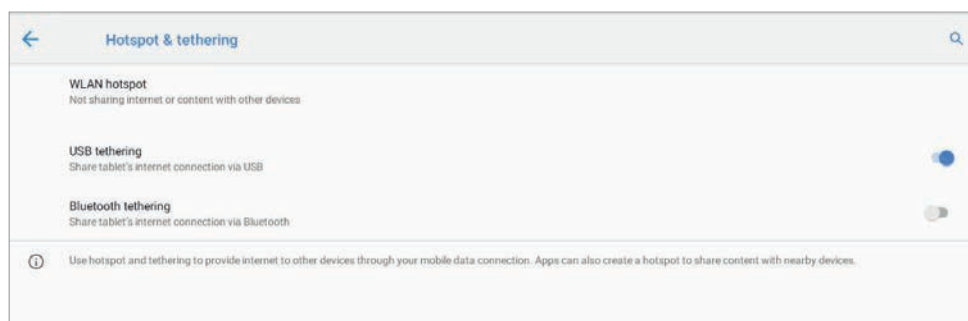 Hotspot & tethering
WLAN hotspot
Not sharing internet or content with other devices
USB tethering
Share tablet's internet connection via USB
Bluetooth tethering
Share tablet's internet connection via Bluetooth
Use hotspot and tethering to provide internet to other devices through your mobile data connection. Apps can also create a hotspot to share content with nearby devices.